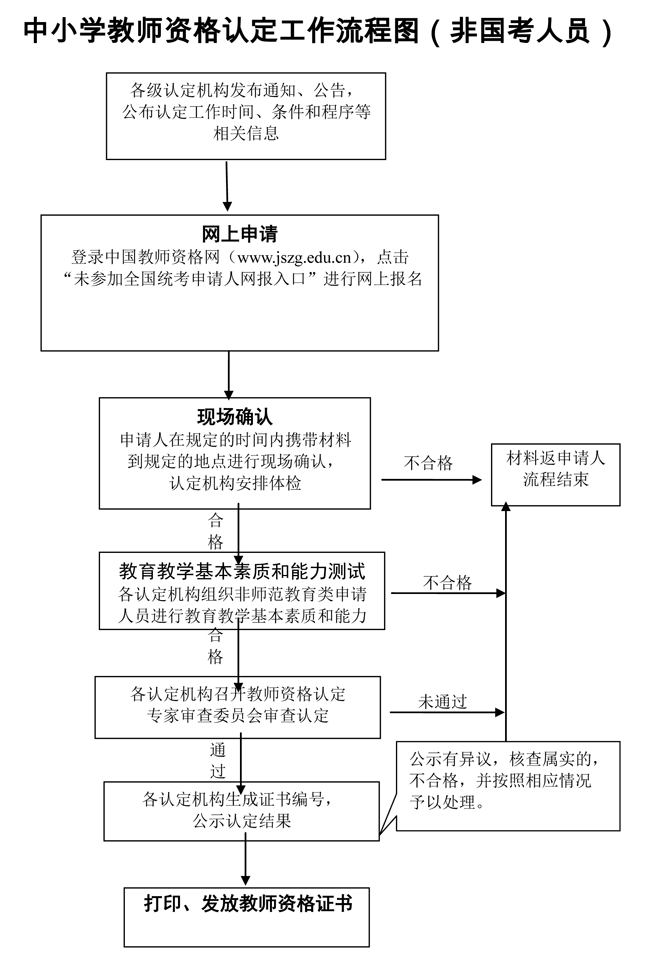 中小学教师资格认定工作流程图（非国考人员）
各级认定机构发布通知、公告，
公布认定工作时间、条件和程序等
相关信息
网上申请
登录中国教师资格网（www.jszg.edu.cn），点击
“未参加全国统考申请人网报入口”进行网上报名
现场确认
申请人在规定的时间内携带材料
到规定的地点进行现场确认，
认定机构安排体检
不合格
材料返申请人
流程结束
合
格
教育教学基本素质和能力测试
各认定机构组织非师范教育类申请
人员进行教育教学基本素质和能力
不合格
合
格
各认定机构召开教师资格认定
专家审查委员会审查认定
未通过
通
过
公示有异议，核查属实的，
不合格，并按照相应情况
予以处理。
各认定机构生成证书编号，
公示认定结果
打印、发放教师资格证书